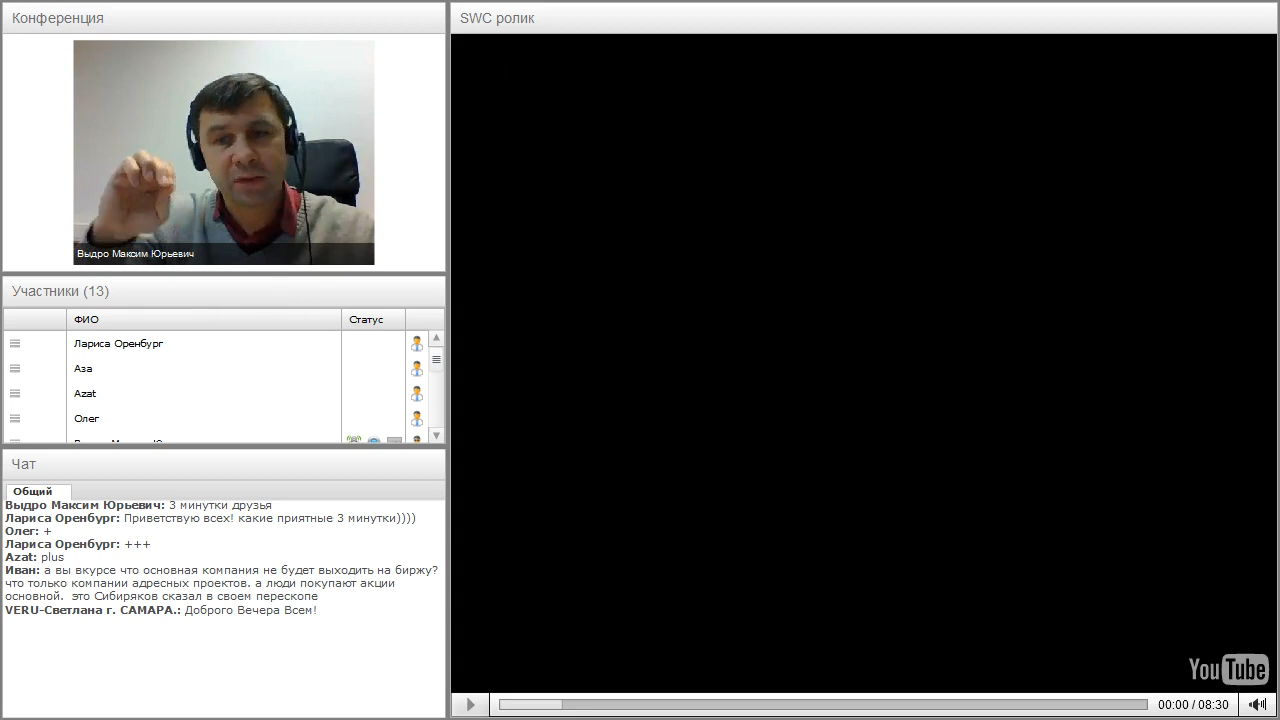 Конференция
SWC ролик
Выдро Максим Юрьевич
Участники (13)
ФИО Статус
Лариса Оренбург
Аза
Azat
Олег
Чат
Общий
Выдро Максим Юрьевич: 3 минутки друзья
Лариса Оренбург: Приветствую всех! какие приятные 3 минутки))))
Олег: +
Лариса Оренбург: +++
Azat: plus
Иван: а вы вкурсе что основная компания не будет выходить на биржу?
что только компании адресных проектов. а люди покупают акции
основной. это Сибиряков сказал в своем перескопе
VERU-Светлана г. САМАРА.: Доброго Вечера Всем!
YouTube
00:00 / 08:30